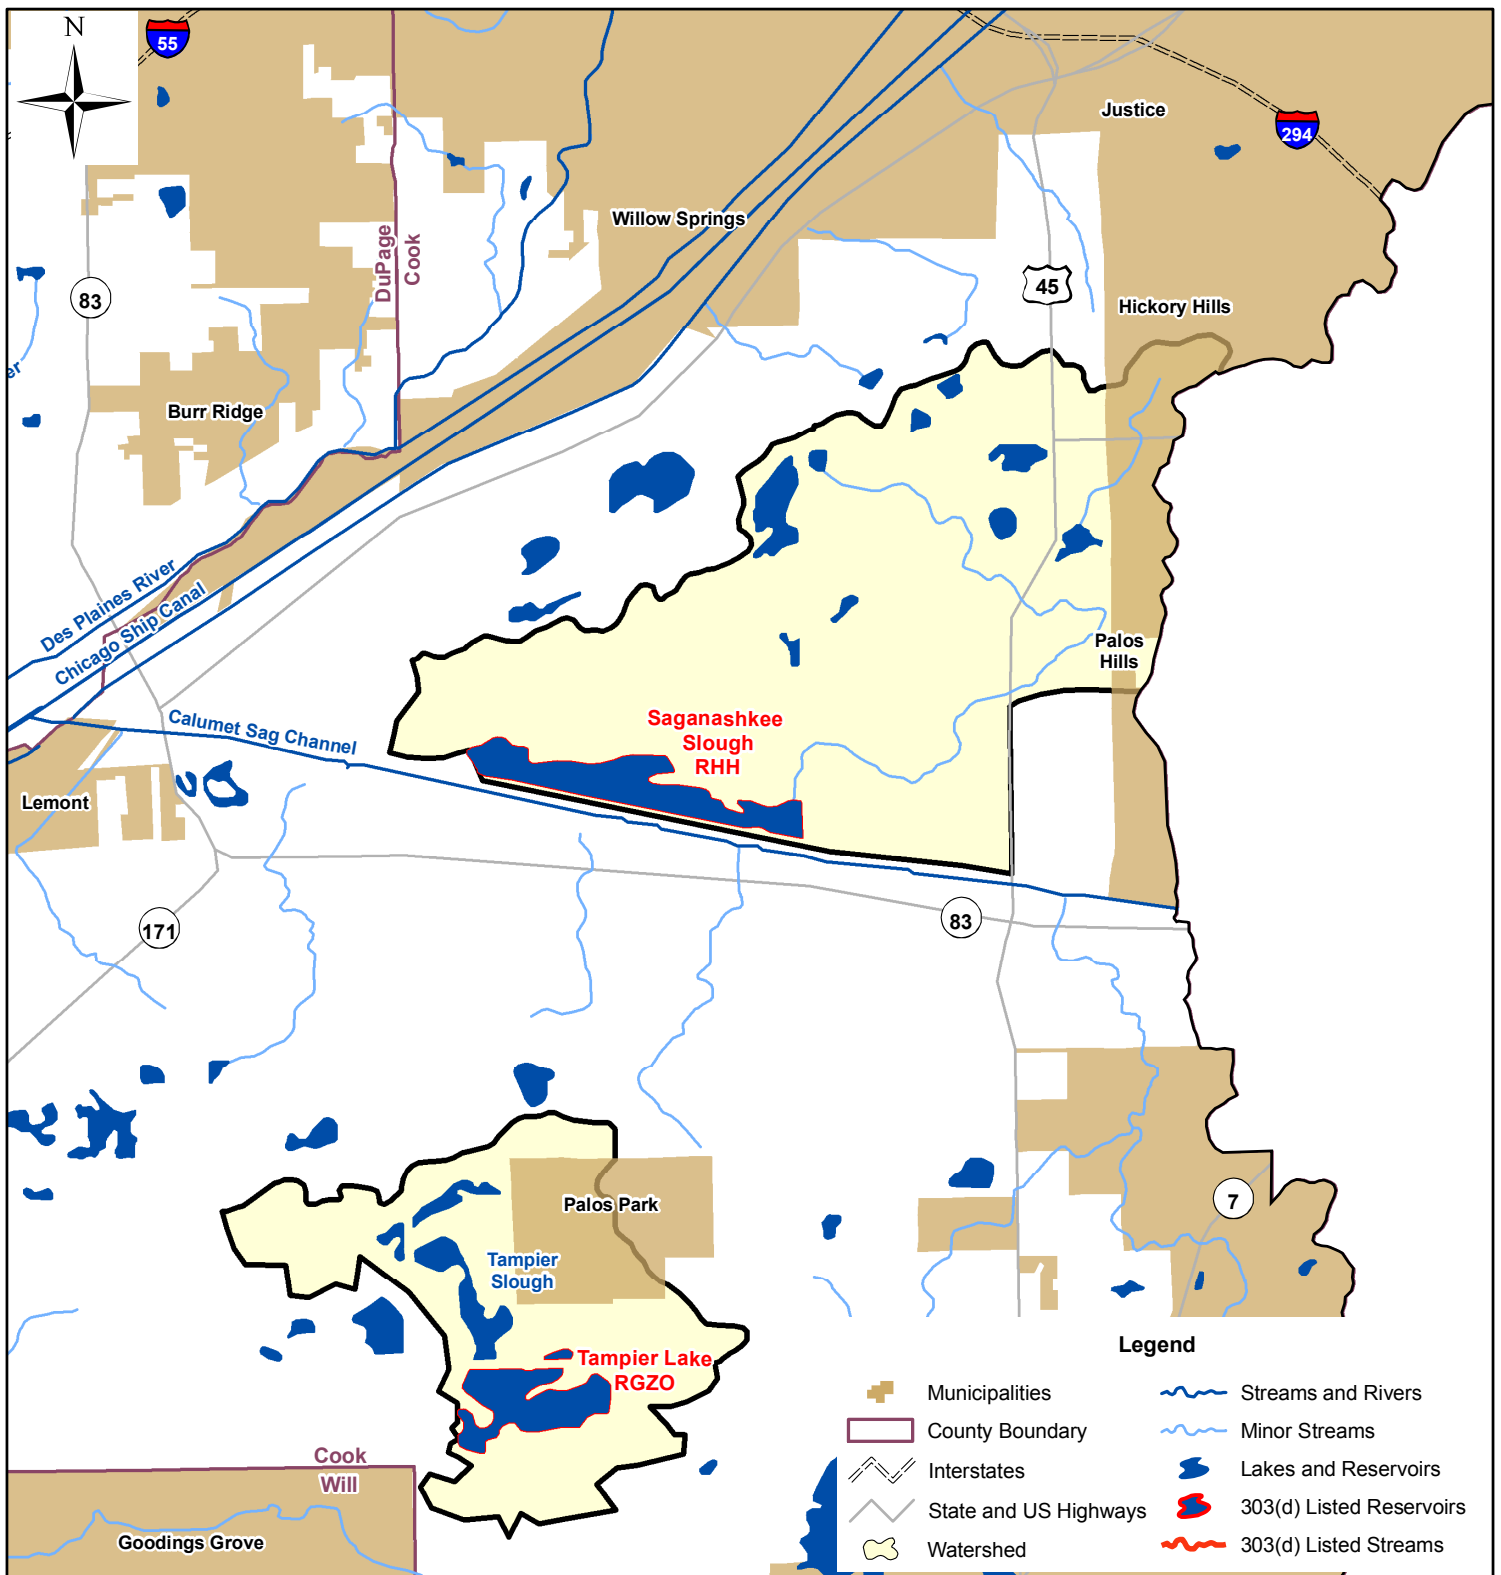 N
55
Justice
294
Willow Springs
DuPage
Cook
83
45
Hickory Hills
er
Burr Ridge
Des Plaines River
Chicago Ship Canal
Palos
Hills
Calumet Sag Channel
Saganashkee
Slough
RHH
Lemont
171
83
7
Palos Park
Tampier
Slough
Tampier Lake
RGZO
Cook
Will
Goodings Grove
Legend
Municipalities
County Boundary
Interstates
State and US Highways
Watershed
Streams and Rivers
Minor Streams
Lakes and Reservoirs
303(d) Listed Reservoirs
303(d) Listed Streams